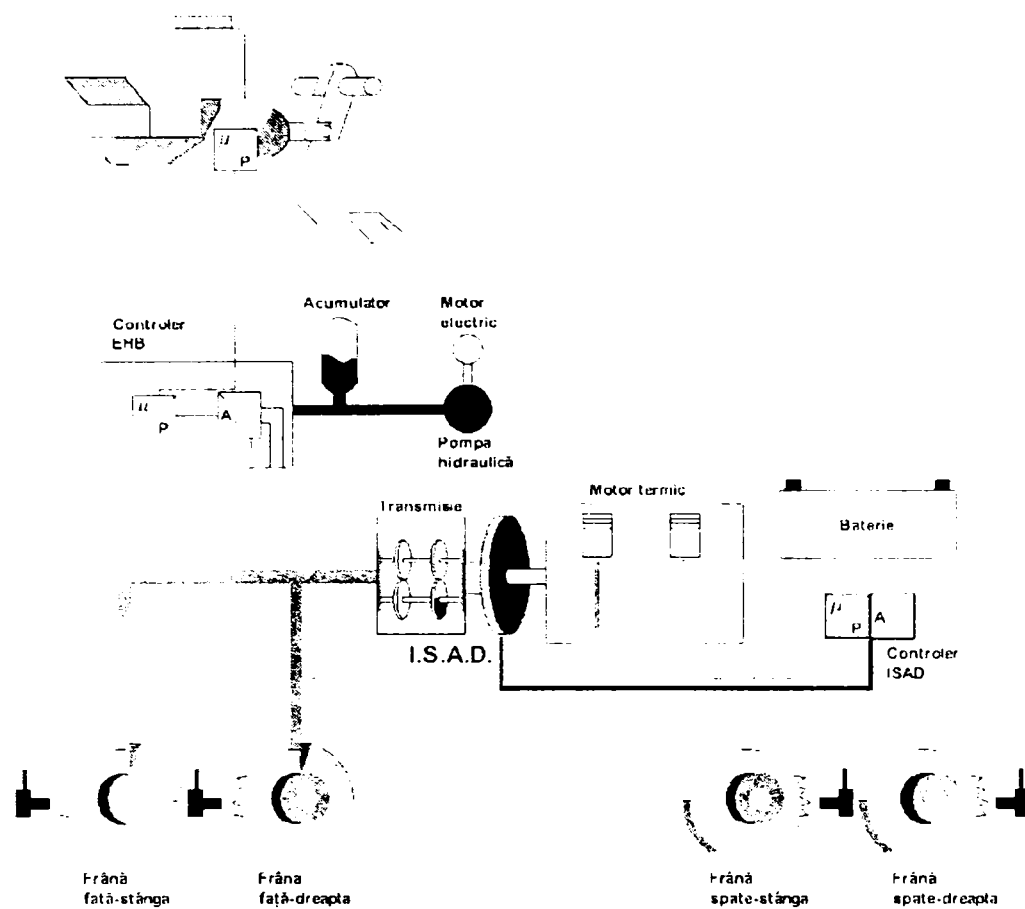 μ
P
Acumulator
Motor
electric
Controler
EHB
μ
P
A
Pompa
hidraulică
Motor termic
Transmisie
Baterie
μ
P
A
I.S.A.D.
Controler
ISAD
Frână
față-stânga
Frâna
față-dreapta
Frână
spate-stânga
Frână
spate-dreapta